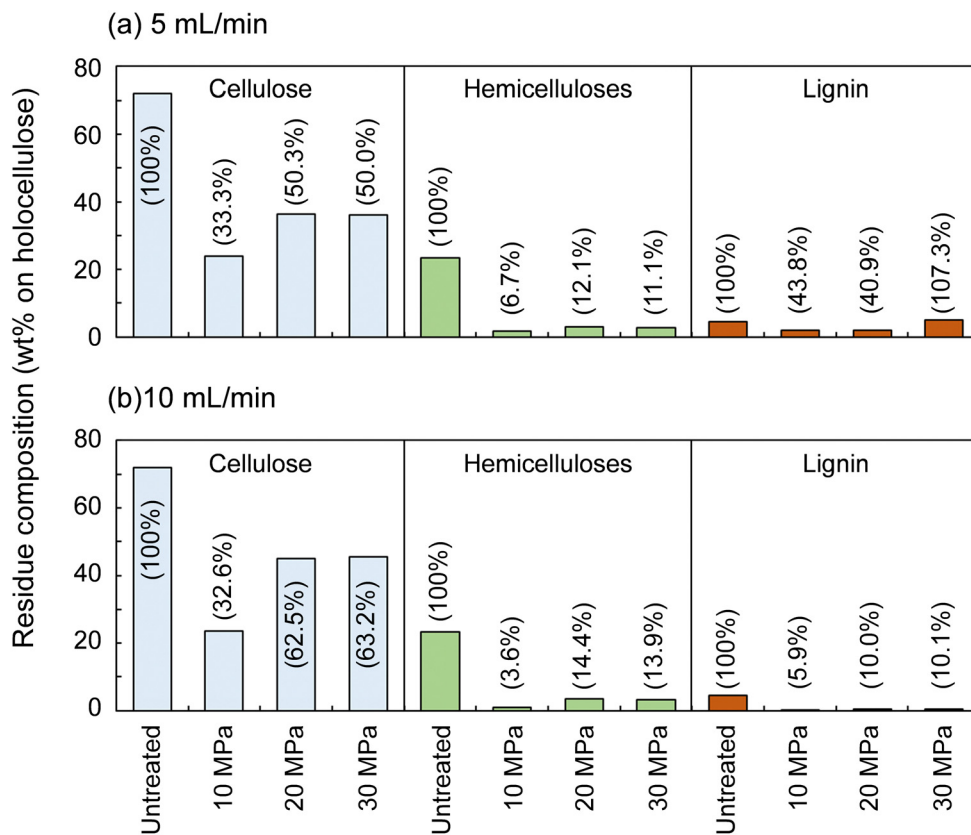 (a) 5 mL/min
Residue composition (wt% on holocellulose)
80
60
40
20
0
Cellulose
Hemicelluloses
Lignin
(100%)
(33.3%)
(50.3%)
(50.0%)
(100%)
(6.7%)
(12.1%)
(11.1%)
(100%)
(43.8%)
(40.9%)
(107.3%)
(b)10 mL/min
80
60
40
20
0
Cellulose
Hemicelluloses
Lignin
(100%)
(32.6%)
(62.5%)
(63.2%)
(100%)
(3.6%)
(14.4%)
(13.9%)
(100%)
(5.9%)
(10.0%)
(10.1%)
Untreated
10 MPa
20 MPa
30 MPa
Untreated
10 MPa
20 MPa
30 MPa
Untreated
10 MPa
20 MPa
30 MPa